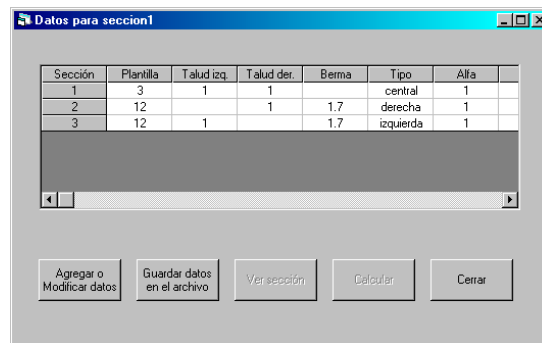 Datos para seccion1
Sección Plantilla Talud izq. Talud der. Berma Tipo Alfa
1 3 1 1 central 1
2 12 1 1.7 derecha 1
3 12 1 1.7 izquierda 1
Agregar o
Modificar datos
Guardar datos
en el archivo
Ver sección
Calcular
Cerrar